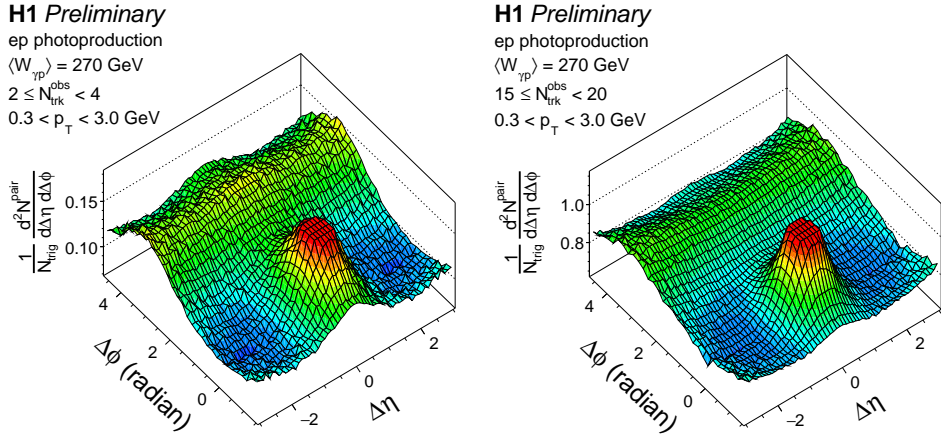 H1 Preliminary
ep photoproduction
⟨W_γp⟩ = 270 GeV
2 ≤ N_trk^obs < 4
0.3 < p_T < 3.0 GeV
1/N_trig d²N^pair/dΔη dΔφ
0.15
0.10
4
2
0
Δφ (radian)
−2
0
2
Δη
H1 Preliminary
ep photoproduction
⟨W_γp⟩ = 270 GeV
15 ≤ N_trk^obs < 20
0.3 < p_T < 3.0 GeV
1/N_trig d²N^pair/dΔη dΔφ
1.0
0.8
4
2
0
Δφ (radian)
−2
0
2
Δη